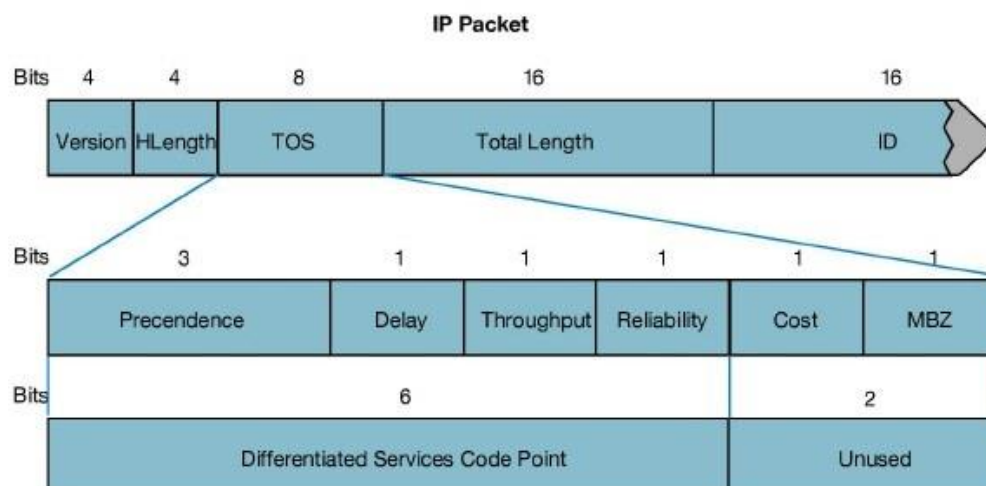 IP Packet
Bits 4 4 8 16 16
Version HLength TOS Total Length ID
Bits 3 1 1 1 1 1
Precendence Delay Throughput Reliability Cost MBZ
Bits 6 2
Differentiated Services Code Point Unused